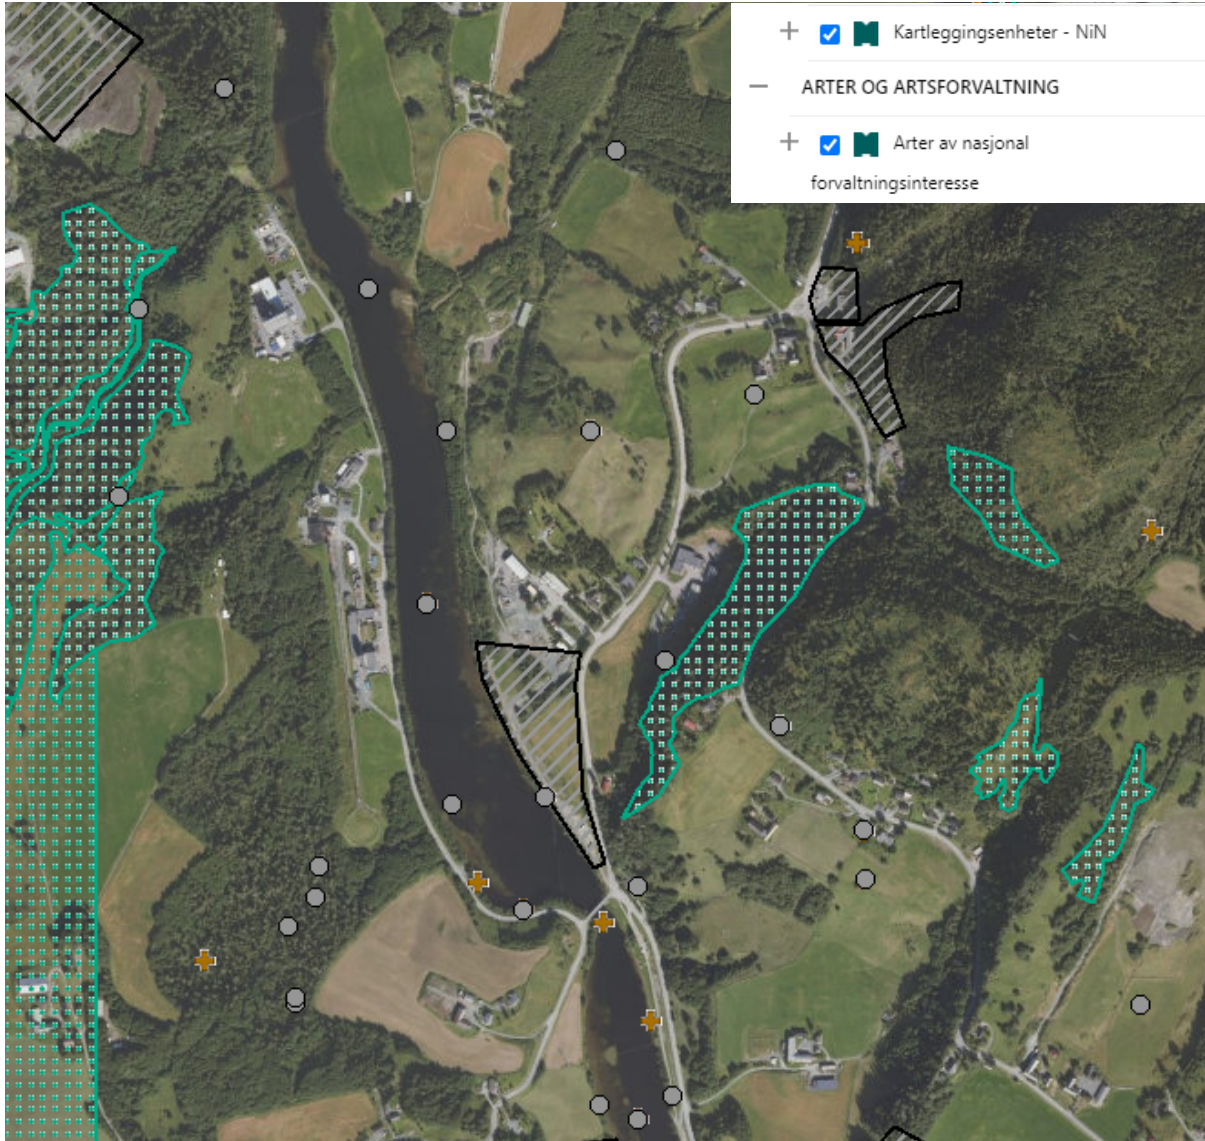 Kartleggingsenheter - NiN
ARTER OG ARTSFORVALTNING
Arter av nasjonal
forvaltningsinteresse